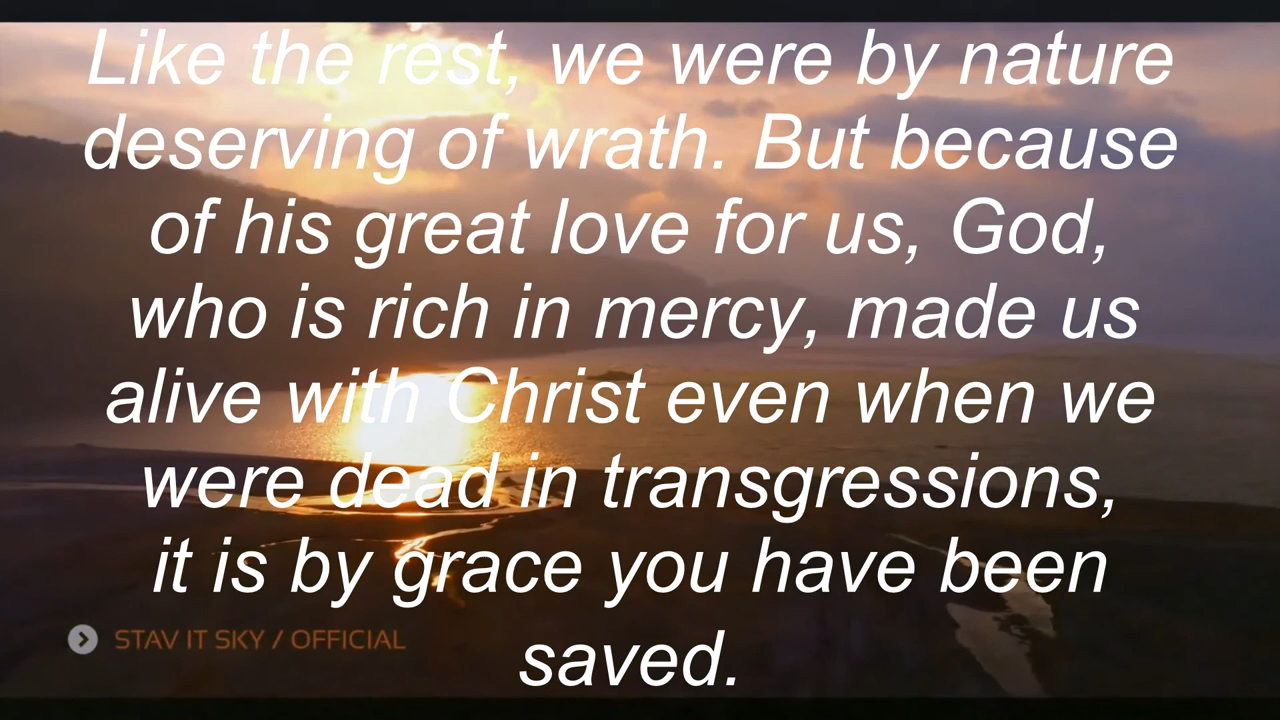 Like the rest, we were by nature
deserving of wrath. But because
of his great love for us, God,
who is rich in mercy, made us
alive with Christ even when we
were dead in transgressions,
it is by grace you have been
saved.
STAV IT SKY / OFFICIAL